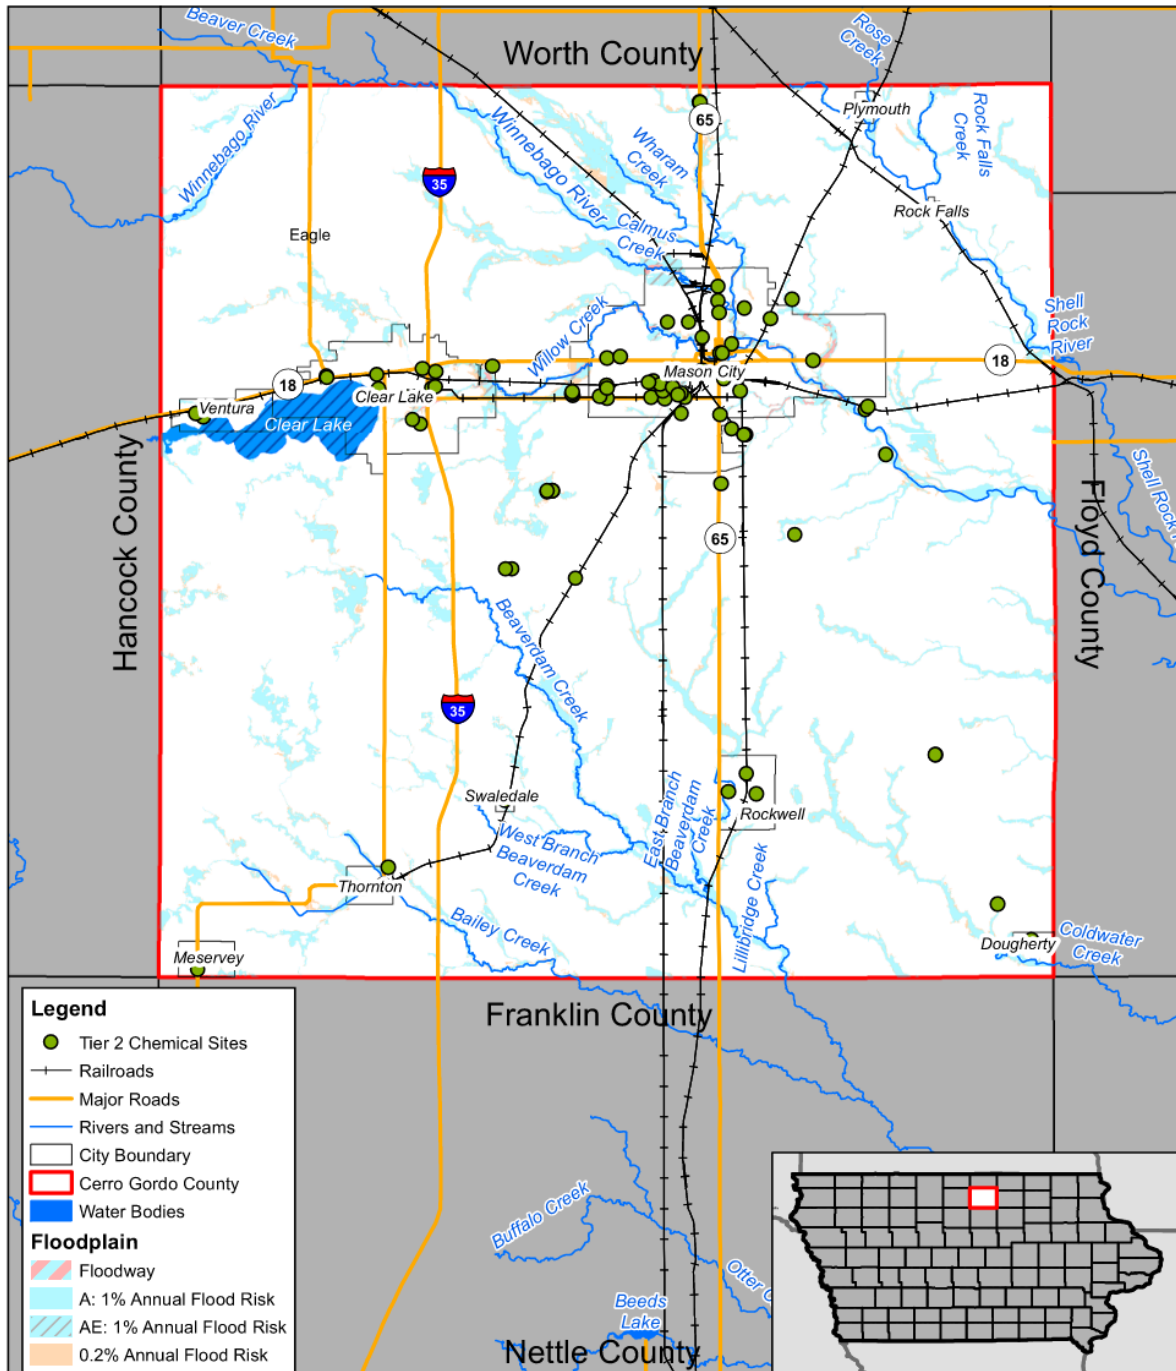 Beaver Creek
Worth County
Rose
Creek
Plymouth
65
Winnebago River
Winnebago River
Wharam
Creek
Rock Falls
Creek
35
Rock Falls
Calmus
Creek
Eagle
Shell
Rock
River
Willow Creek
18
Mason City
18
Clear Lake
Ventura
Clear Lake
Hancock County
Floyd County
Shell Rock
65
Beaverdam Creek
35
Swaledale
West Branch
Beaverdam
Creek
East Branch
Beaverdam
Creek
Rockwell
Thornton
Bailey Creek
Lillibridge Creek
Meservey
Dougherty
Coldwater
Creek
Franklin County
Legend
Tier 2 Chemical Sites
Railroads
Major Roads
Rivers and Streams
City Boundary
Cerro Gordo County
Water Bodies
Floodplain
Floodway
A: 1% Annual Flood Risk
AE: 1% Annual Flood Risk
0.2% Annual Flood Risk
Buffalo Creek
Otter
Beeds
Lake
Nettle County